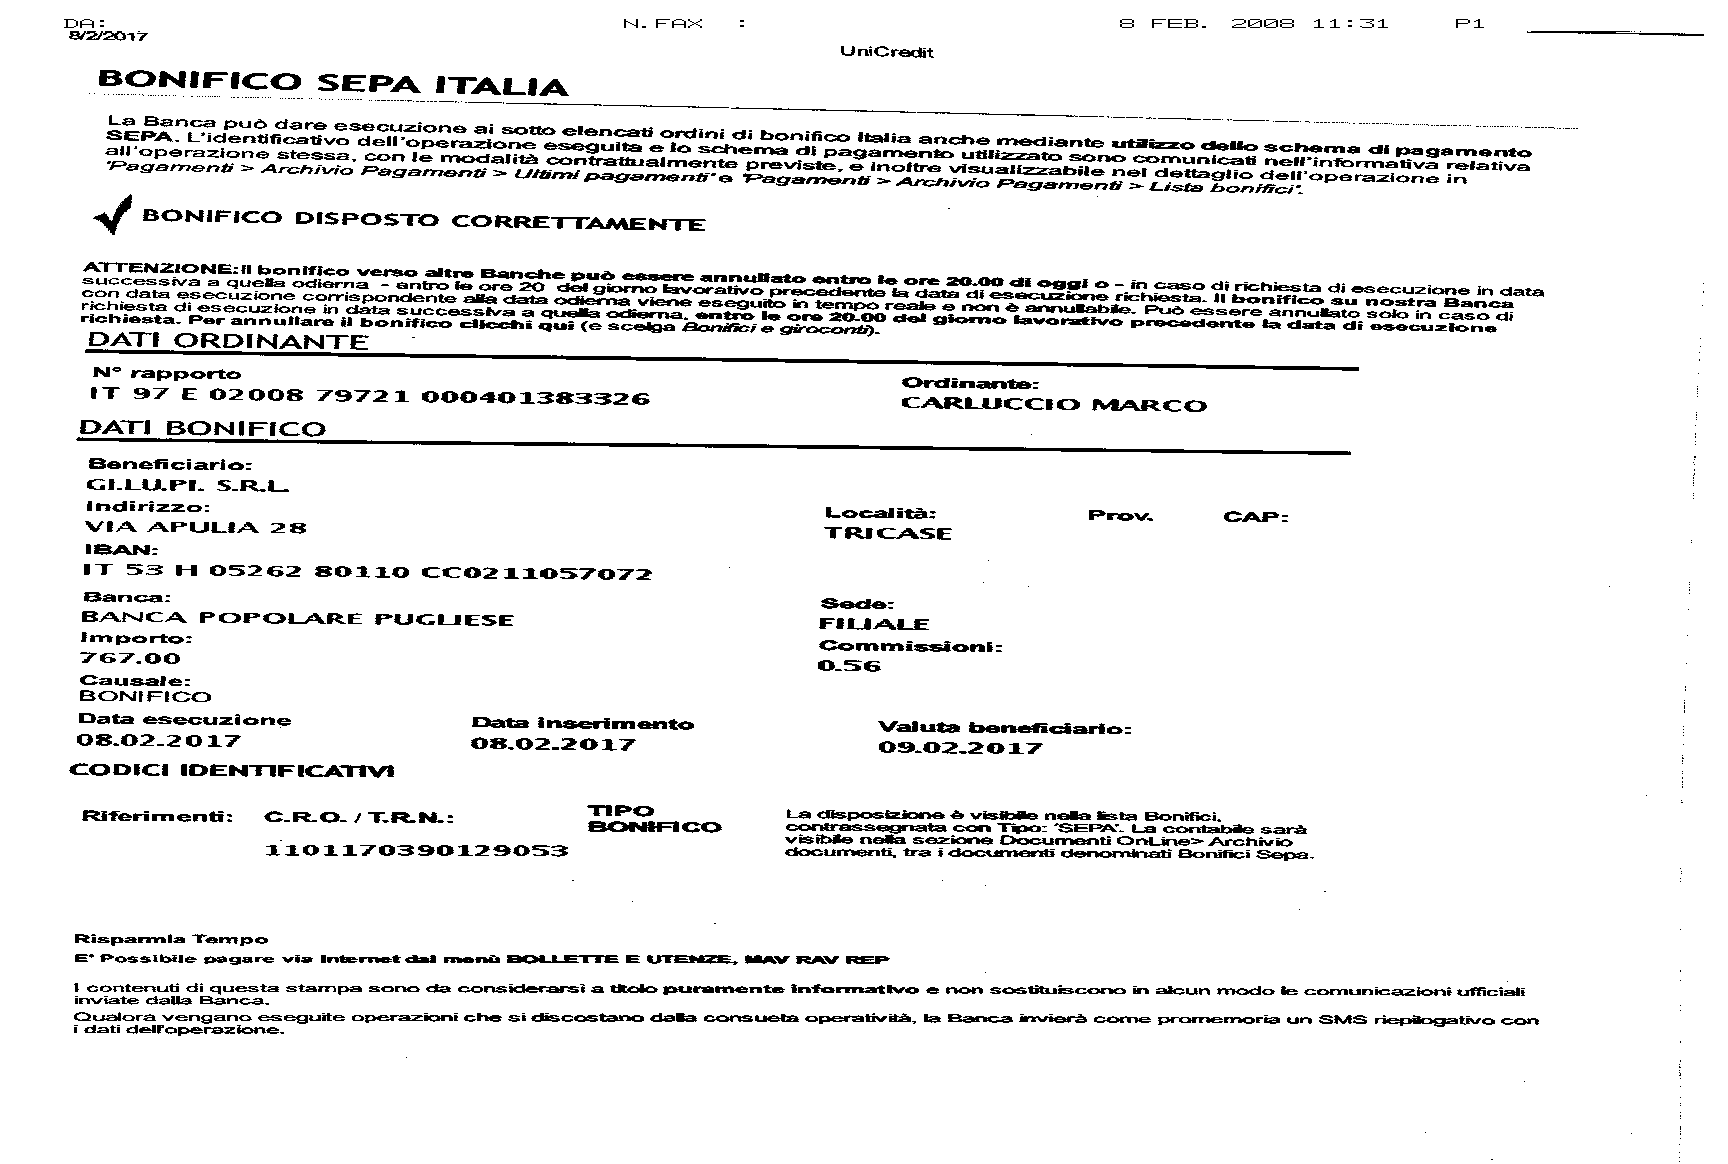 DA: N.FAX : 8 FEB. 2008 11:31 P1
8/2/2017
UniCredit
BONIFICO SEPA ITALIA
La Banca può dare esecuzione ai sotto elencati ordini di bonifico Italia anche mediante utilizzo dello schema di pagamento
SEPA. L'identificativo dell'operazione eseguita e lo schema di pagamento utilizzato sono comunicati nell'informativa relativa
all'operazione stessa, con le modalità contrattualmente previste, e inoltre visualizzabile nel dettaglio dell'operazione in
'Pagamenti > Archivio Pagamenti > Ultimi pagamenti' e 'Pagamenti > Archivio Pagamenti > Lista bonifici'.
BONIFICO DISPOSTO CORRETTAMENTE
ATTENZIONE:Il bonifico verso altre Banche può essere annullato entro le ore 20.00 di oggi o - in caso di richiesta di esecuzione in data
successiva a quella odierna - entro le ore 20 del giorno lavorativo precedente la data di esecuzione richiesta. Il bonifico su nostra Banca
con data esecuzione corrispondente alla data odierna viene eseguito in tempo reale e non è annullabile. Può essere annullato solo in caso di
richiesta di esecuzione in data successiva a quella odierna, entro le ore 20.00 del giorno lavorativo precedente la data di esecuzione
richiesta. Per annullare il bonifico clicchi qui (e scelga Bonifici e giroconti).
DATI ORDINANTE
N° rapporto Ordinante:
IT 97 E 02008 79721 000401383326 CARLUCCIO MARCO
DATI BONIFICO
Beneficiario:
GI.LU.PI. S.R.L.
Indirizzo: Località: Prov. CAP:
VIA APULIA 28 TRICASE
IBAN:
IT 53 H 05262 80110 CC0211057072
Banca: Sede:
BANCA POPOLARE PUGLIESE FILIALE
Importo: Commissioni:
767.00 0.56
Causale:
BONIFICO
Data esecuzione Data inserimento Valuta beneficiario:
08.02.2017 08.02.2017 09.02.2017
CODICI IDENTIFICATIVI
Riferimenti: C.R.O. / T.R.N.: TIPO BONIFICO
1101170390129053
La disposizione è visibile nella lista Bonifici,
contrassegnata con Tipo: 'SEPA'. La contabile sarà
visibile nella sezione Documenti OnLine> Archivio
documenti, tra i documenti denominati Bonifici Sepa.
Risparmia Tempo
E' Possibile pagare via Internet dal menù BOLLETTE E UTENZE, MAV RAV REP
I contenuti di questa stampa sono da considerarsi a titolo puramente informativo e non sostituiscono in alcun modo le comunicazioni ufficiali
inviate dalla Banca.
Qualora vengano eseguite operazioni che si discostano dalla consueta operatività, la Banca invierà come promemoria un SMS riepilogativo con
i dati dell'operazione.